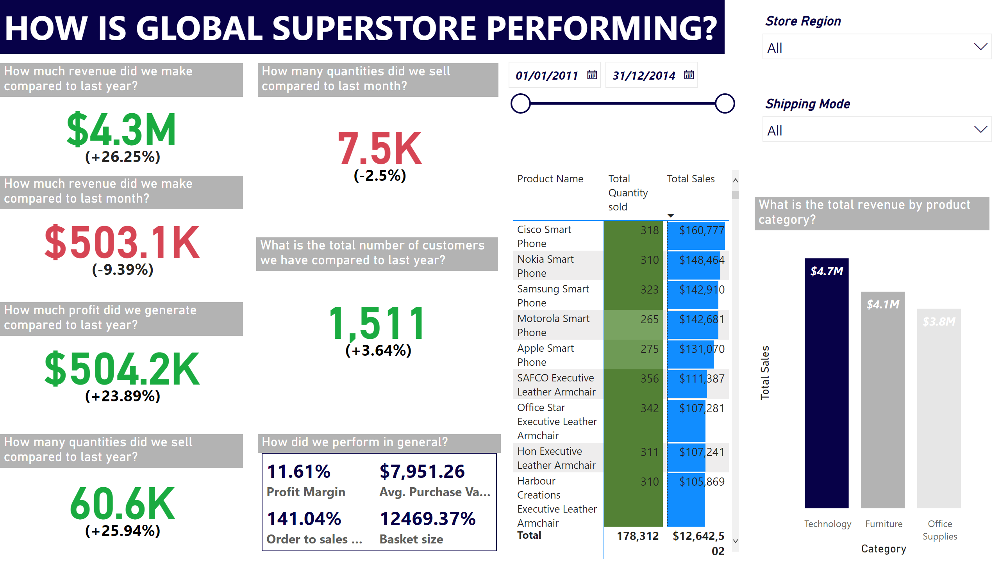 HOW IS GLOBAL SUPERSTORE PERFORMING?
How much revenue did we make
compared to last year?
$4.3M
(+26.25%)
How much revenue did we make
compared to last month?
$503.1K
(-9.39%)
How much profit did we generate
compared to last year?
$504.2K
(+23.89%)
How many quantities did we sell
compared to last year?
60.6K
(+25.94%)
How many quantities did we sell
compared to last month?
7.5K
(-2.5%)
What is the total number of customers
we have compared to last year?
1,511
(+3.64%)
How did we perform in general?
11.61% $7,951.26
Profit Margin Avg. Purchase Va...
141.04% 12469.37%
Order to sales ... Basket size
01/01/2011 31/12/2014
Product Name Total Total Sales
Quantity
sold
Cisco Smart 318 $160,777
Phone
Nokia Smart 310 $148,464
Phone
Samsung Smart 323 $142,910
Phone
Motorola Smart 265 $142,681
Phone
Apple Smart 275 $131,070
Phone
SAFCO Executive 356 $111,387
Leather Armchair
Office Star 342 $107,281
Executive Leather
Armchair
Hon Executive 311 $107,241
Leather Armchair
Harbour 310 $105,869
Creations
Executive Leather
Armchair
Total 178,312 $12,642,5
02
Store Region
All
Shipping Mode
All
What is the total revenue by product
category?
$4.7M
$4.1M
$3.8M
Total Sales
Technology Furniture Office
Supplies
Category